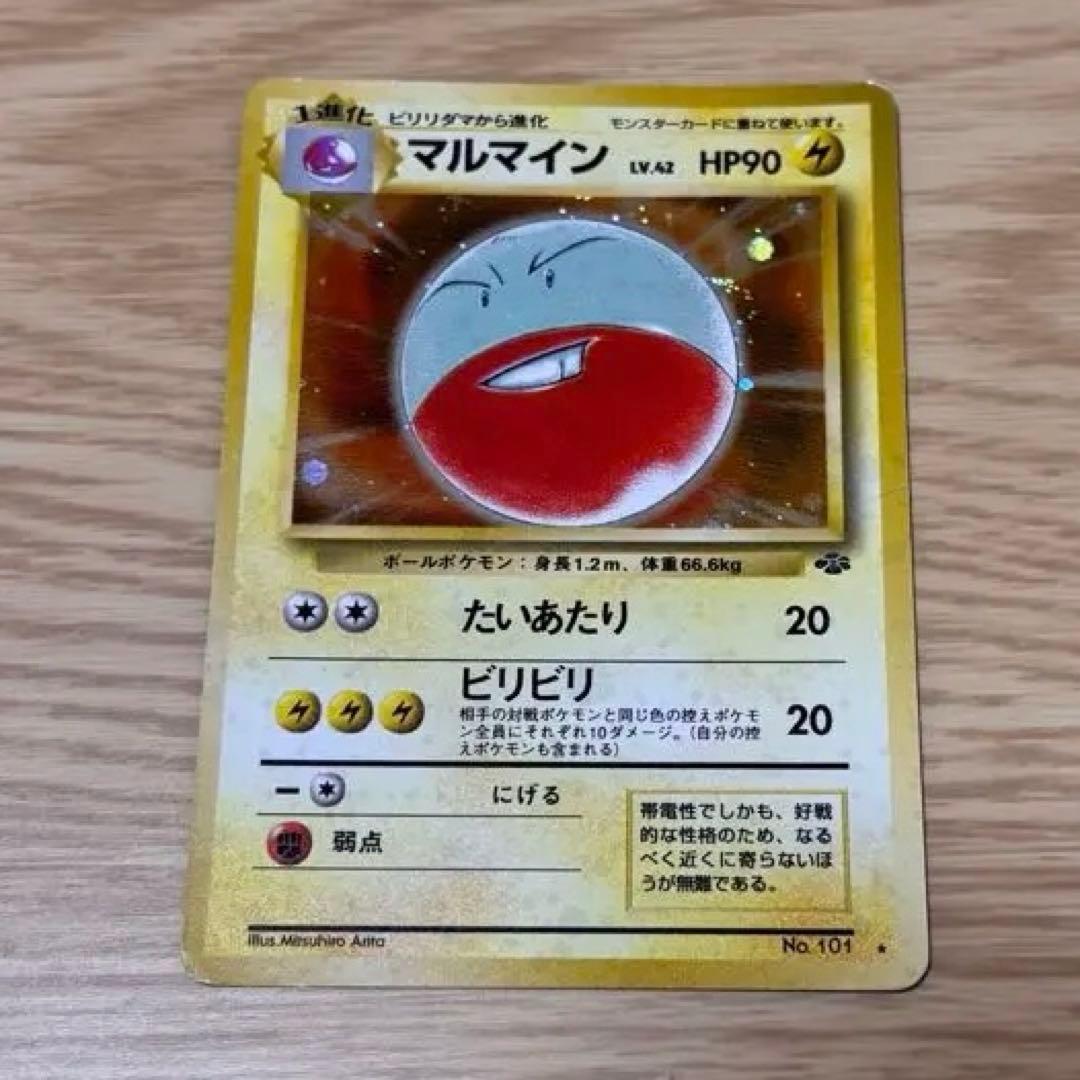 1進化 ビリリダマから進化 モンスターカードに重ねて使います。
マルマイン LV.42 HP90
ボールポケモン：身長1.2m、体重66.6kg
たいあたり 20
ビリビリ
相手の対戦ポケモンと同じ色の控えポケモ
ン全員にそれぞれ10ダメージ。（自分の控
えポケモンも含まれる）
20
にげる
弱点
帯電性でしかも、好戦
的な性格のため、なる
べく近くに寄らないほ
うが無難である。
Illus. Mitsuhiro Arita
No. 101